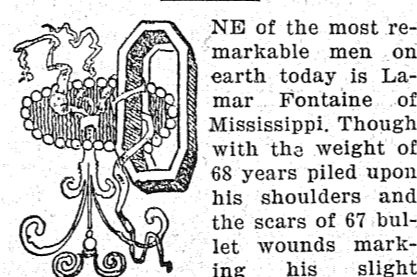 ONE of the most re-
markable men on
earth today is La-
mar Fontaine of
Mississippi. Though
with the weight of
68 years piled upon
his shoulders and
the scars of 67 bul-
let wounds mark-
ing his slight